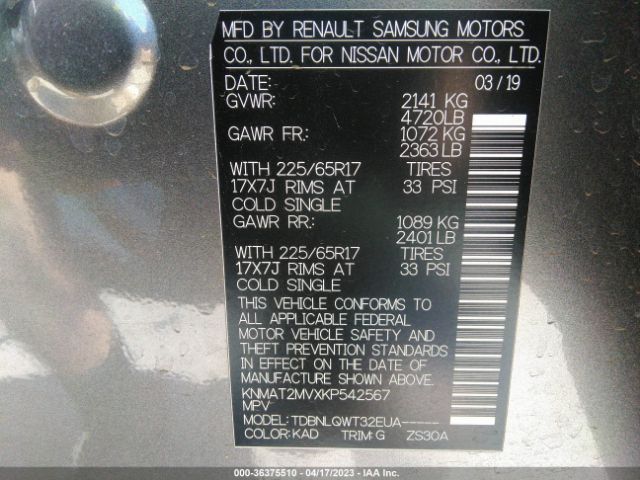 MFD BY RENAULT SAMSUNG MOTORS
CO., LTD. FOR NISSAN MOTOR CO., LTD.
DATE: 03/19
GVWR: 2141 KG
4720LB
GAWR FR.: 1072 KG
2363LB
WITH 225/65R17 TIRES
17X7J RIMS AT 33 PSI
COLD SINGLE
GAWR RR.: 1089 KG
2401LB
WITH 225/65R17 TIRES
17X7J RIMS AT 33 PSI
COLD SINGLE
THIS VEHICLE CONFORMS TO
ALL APPLICABLE FEDERAL
MOTOR VEHICLE SAFETY AND
THEFT PREVENTION STANDARDS
IN EFFECT ON THE DATE OF
MANUFACTURE SHOWN ABOVE.
KNMAT2MVXKP542567
MPV
MODEL: TDBNLQWT32EUA-----
COLOR: KAD TRIM: G ZS30A
000-36375510 - 04/17/2023 - IAA Inc.